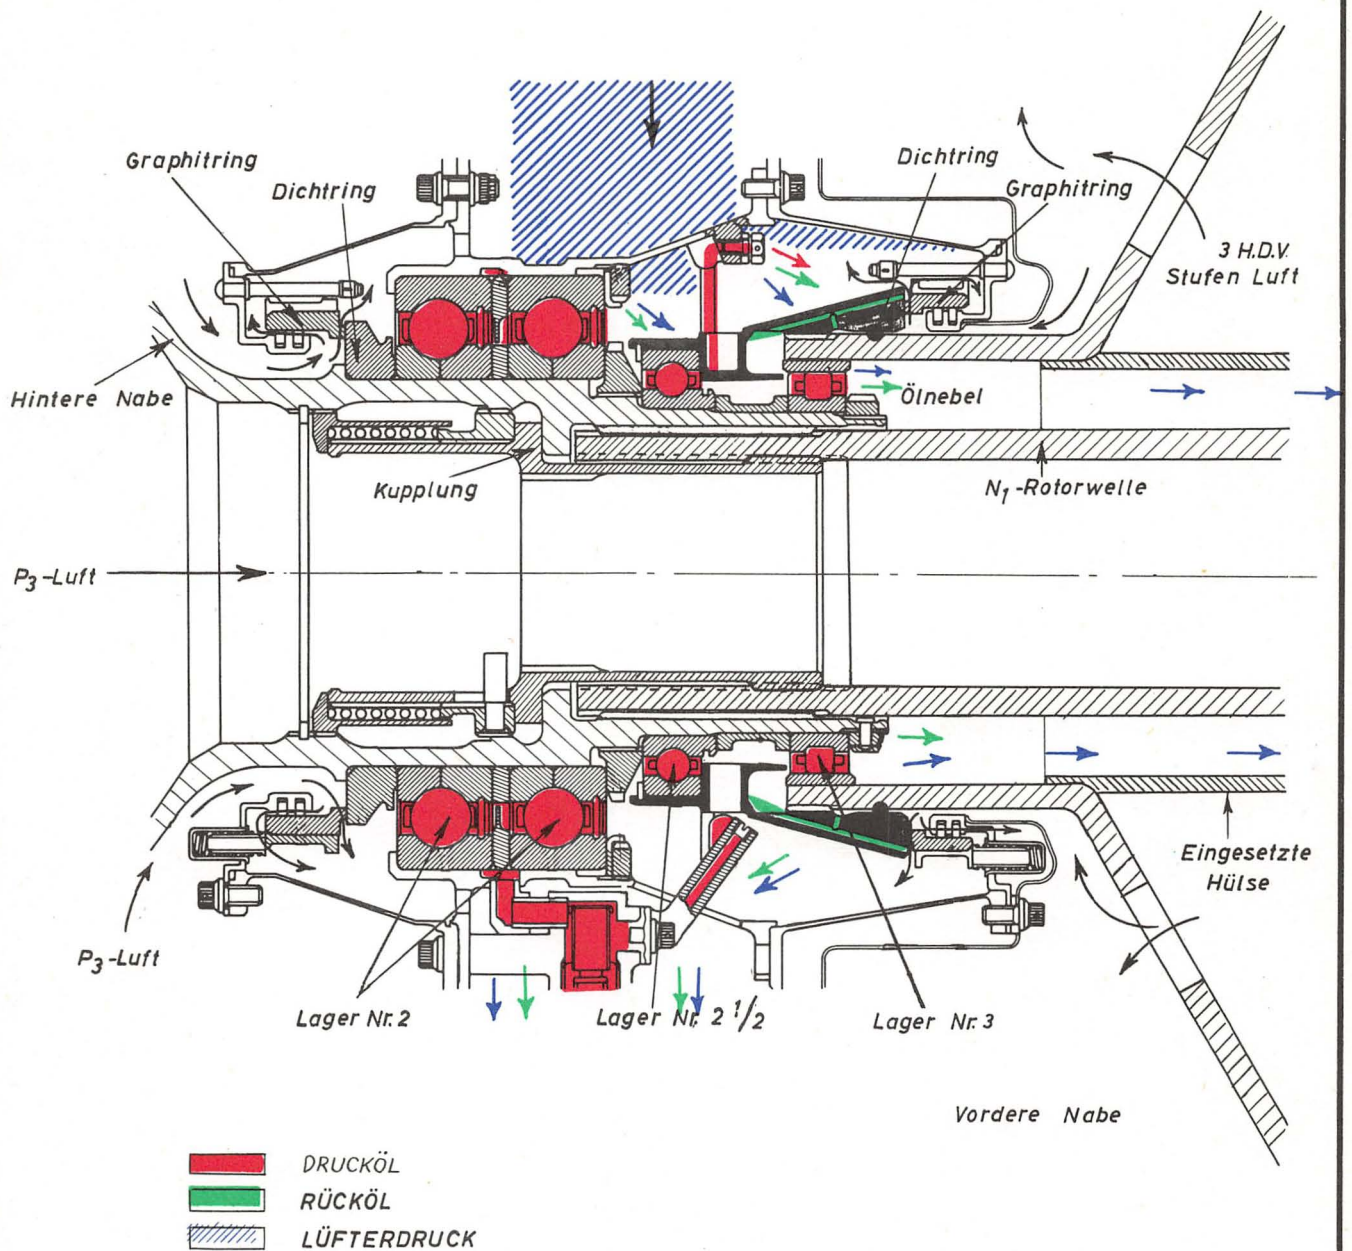 Graphitring
Dichtring
Dichtring
Graphitring
3 H.D.V.
Stufen Luft
Hintere Nabe
Ölnebel
Kupplung
N1-Rotorwelle
P3-Luft
Eingesetzte
Hülse
P3-Luft
Lager Nr. 2
Lager Nr. 2 1/2
Lager Nr. 3
Vordere Nabe
DRUCKÖL
RÜCKÖL
LÜFTERDRUCK